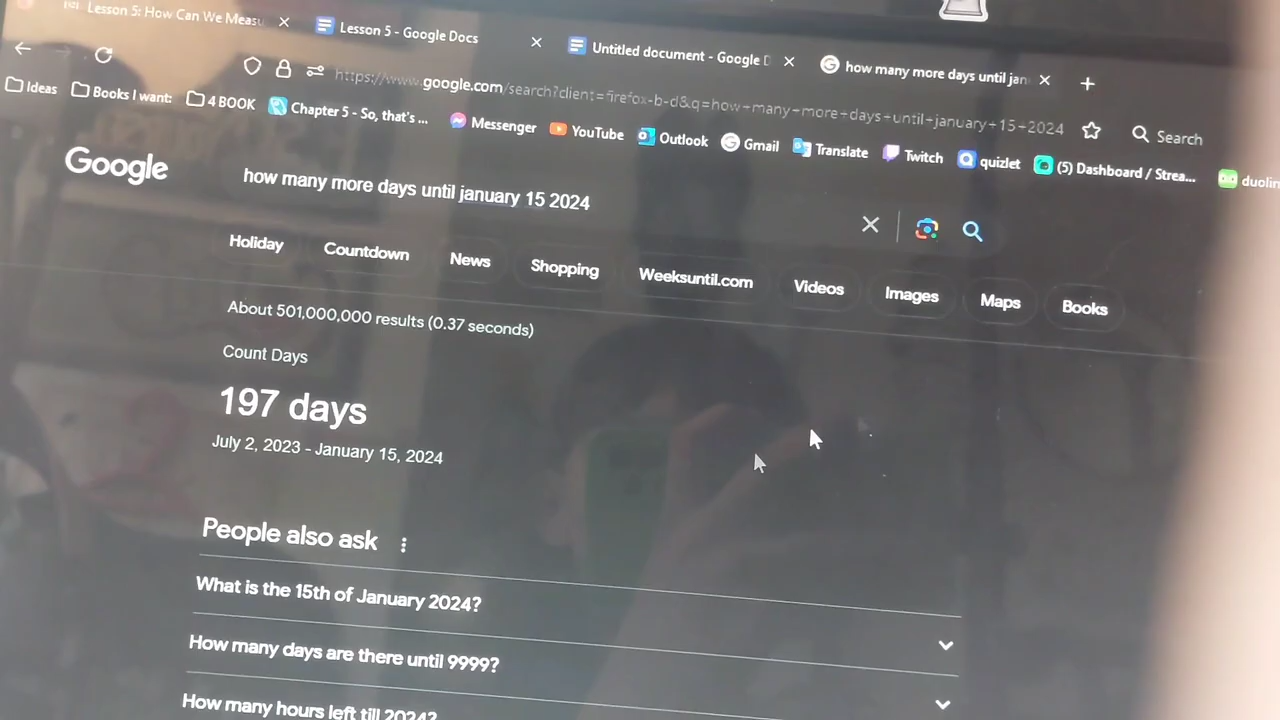 Lesson 5: How Can We Measu
Lesson 5 - Google Docs
Untitled document - Google D
how many more days until jan
https://www.google.com/search?client=firefox-b-d&q=how+many+more+days+until+january+15+2024
Search
Ideas
Books I want:
4 BOOK
Chapter 5 - So, that's ...
Messenger
YouTube
Outlook
Gmail
Translate
Twitch
quizlet
(5) Dashboard / Strea...
duolin
Google
how many more days until january 15 2024
Holiday
Countdown
News
Shopping
Weeksuntil.com
Videos
Images
Maps
Books
About 501,000,000 results (0.37 seconds)
Count Days
197 days
July 2, 2023 - January 15, 2024
People also ask
What is the 15th of January 2024?
How many days are there until 9999?
How many hours left till 2024?